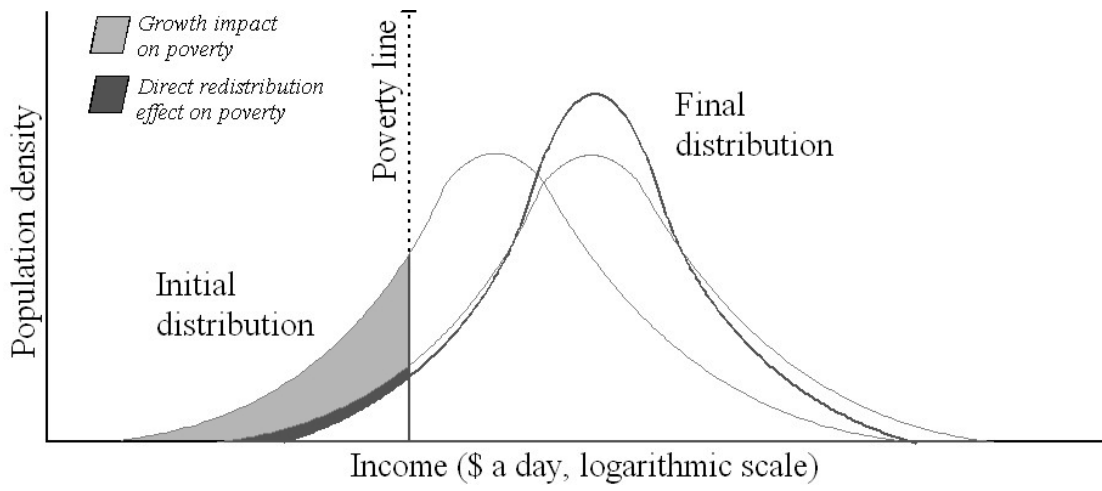 Growth impact
on poverty
Direct redistribution
effect on poverty
Poverty line
Final
distribution
Population density
Initial
distribution
Income ($ a day, logarithmic scale)